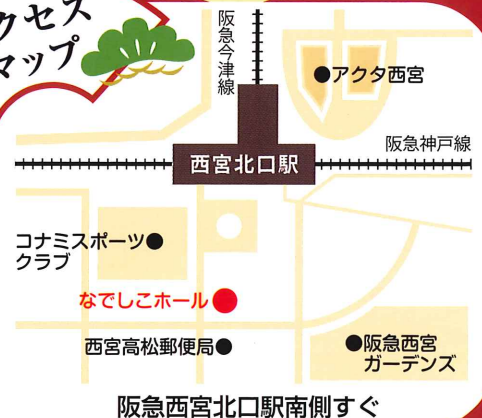 クセス
マップ
阪急今津線
アクタ西宮
阪急神戸線
西宮北口駅
コナミスポーツ
クラブ
なでしこホール
西宮高松郵便局
阪急西宮
ガーデンズ
阪急西宮北口駅南側すぐ